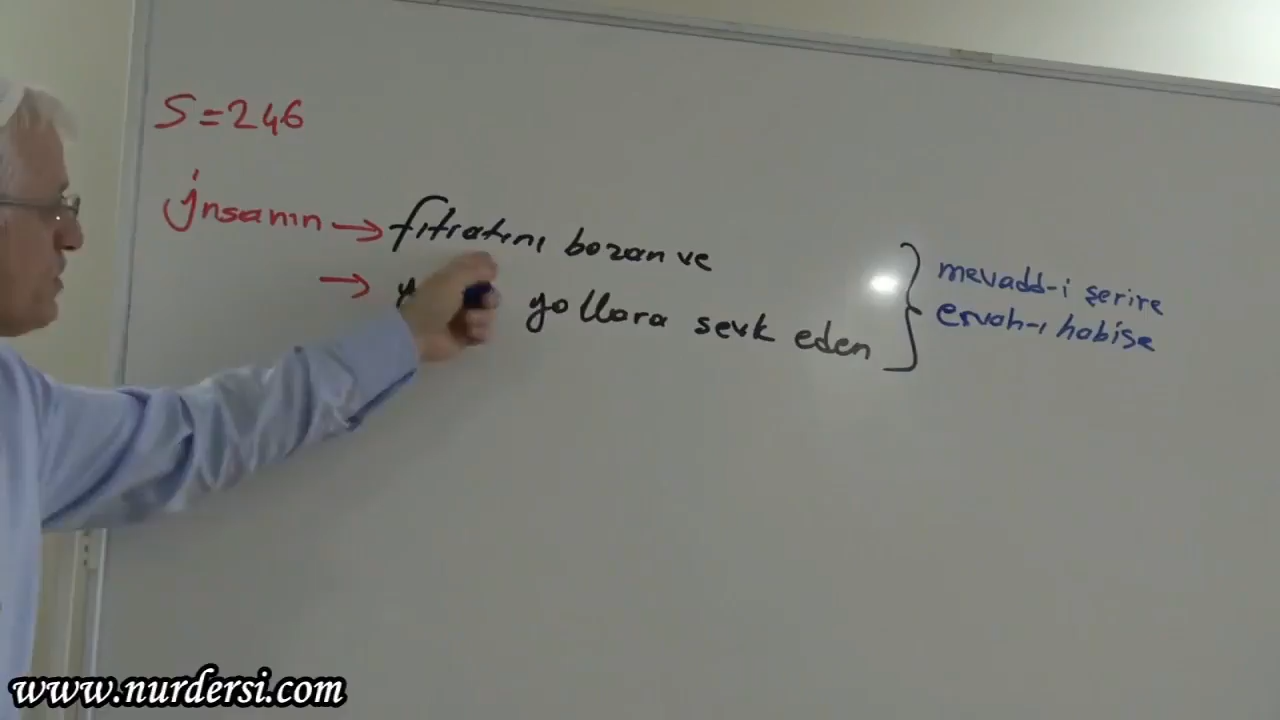 S=246
İnsanın → fıtratını bozan ve
→ yollara sevk eden
mevadd-i şerire
ervah-ı habise
www.nurdersi.com